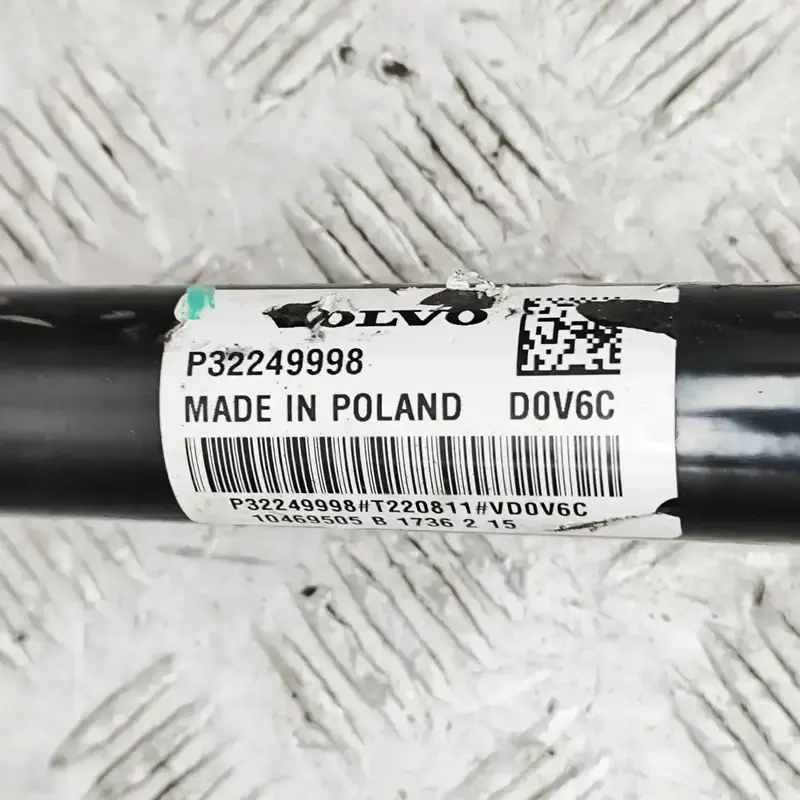 VOLVO
P32249998
MADE IN POLAND D0V6C
P32249998#T220811#VD0V6C
10469505 B 1736 2 15